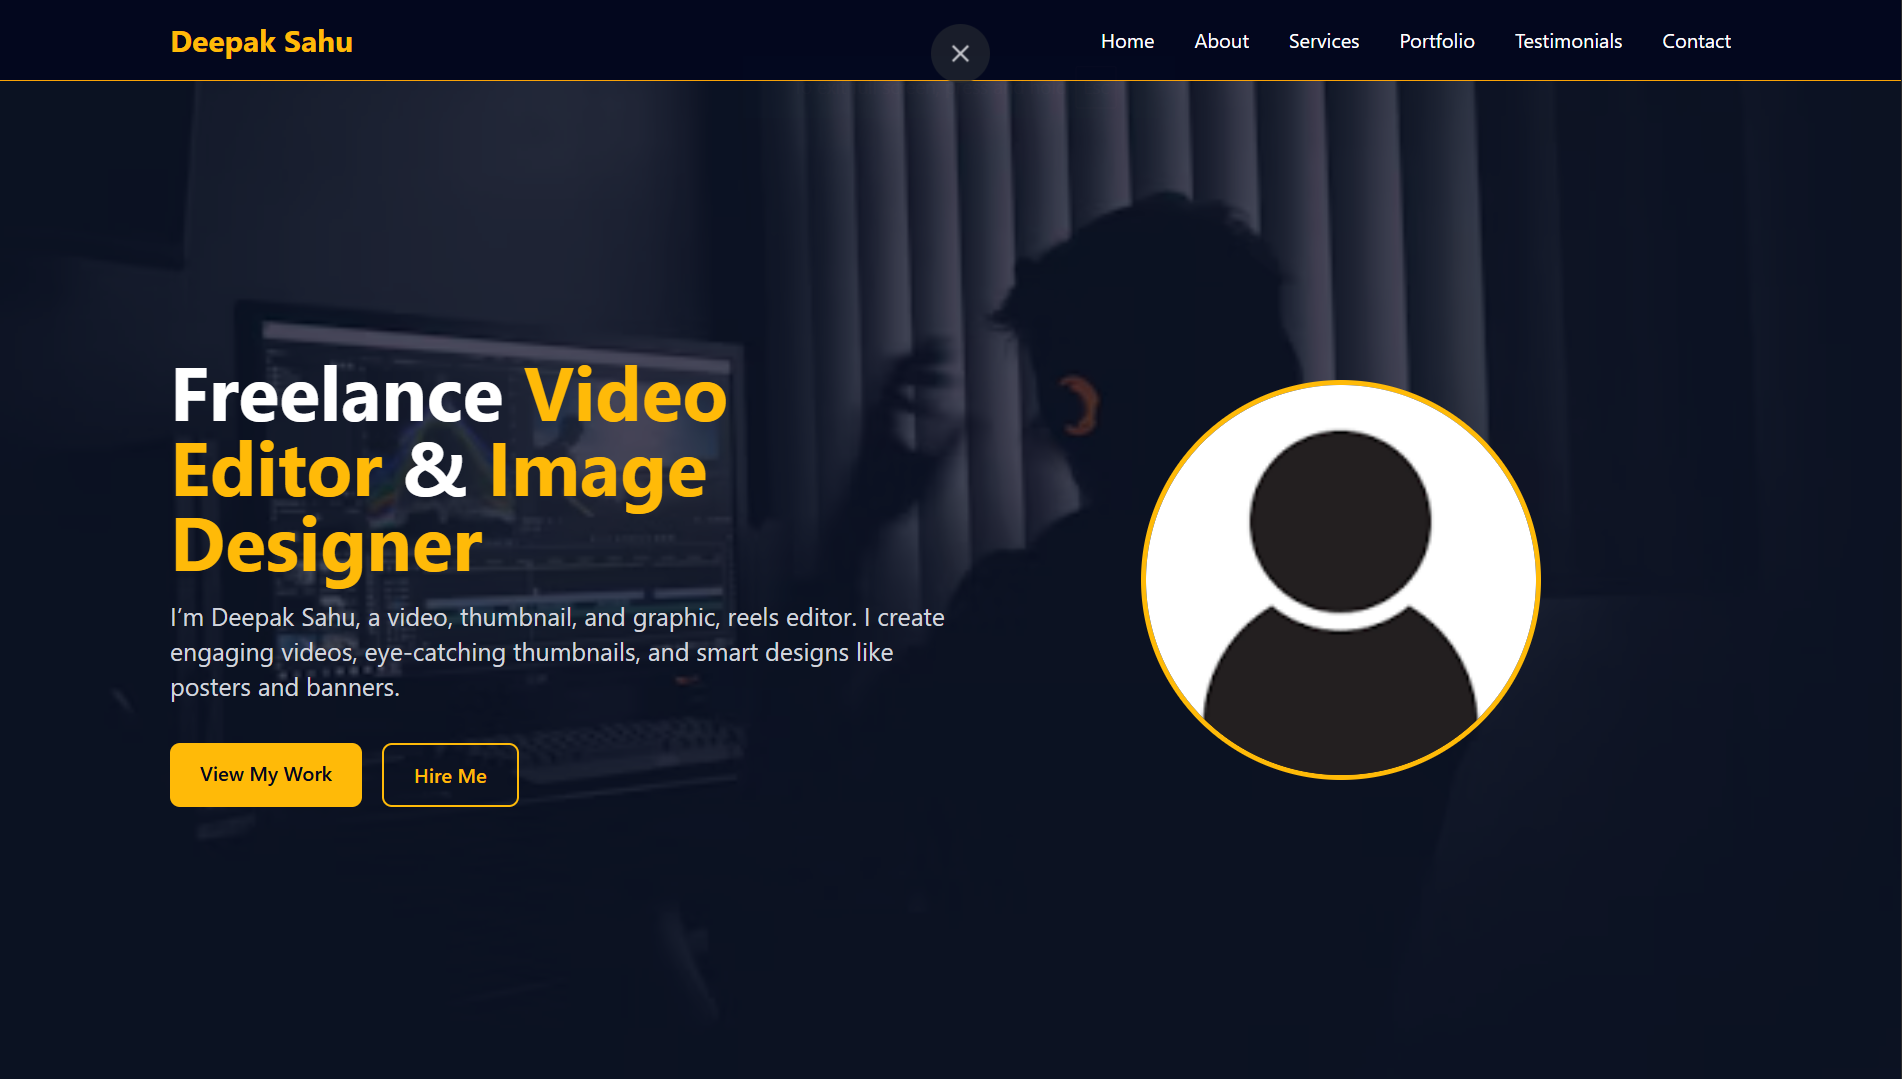 Deepak Sahu
Home About Services Portfolio Testimonials Contact
Freelance Video
Editor & Image
Designer
I’m Deepak Sahu, a video, thumbnail, and graphic, reels editor. I create
engaging videos, eye-catching thumbnails, and smart designs like
posters and banners.
View My Work Hire Me